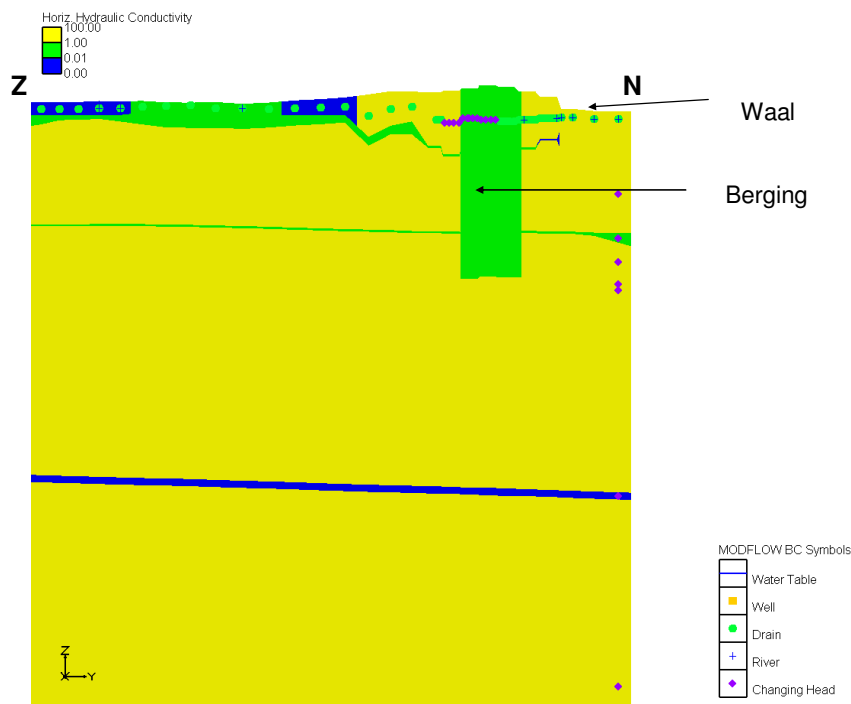 Horiz. Hydraulic Conductivity
100.00
1.00
0.01
0.00
Z
N
Waal
Berging
MODFLOW BC Symbols
Water Table
Well
Drain
River
Changing Head
Z
X
Y